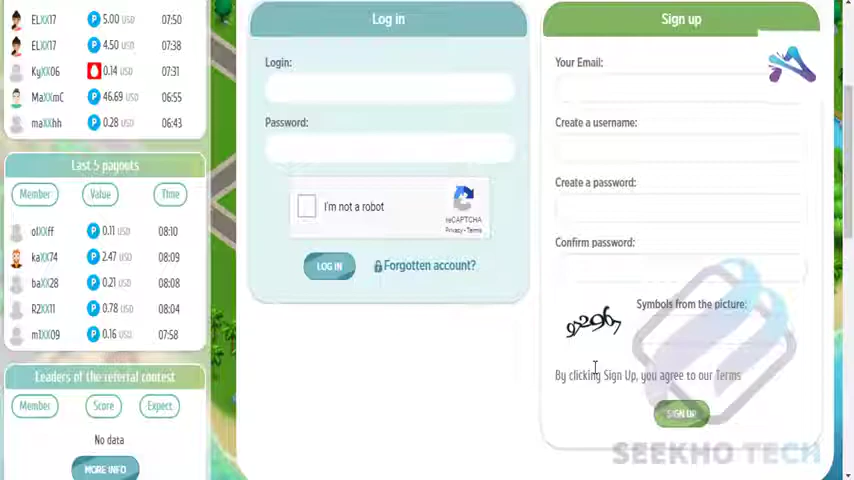 ELXX17 P 5.00 USD 07:50
ELXX17 P 4.50 USD 07:38
KyXX06 0.14 USD 07:31
MaXXmC P 46.69 USD 06:55
maXXhh P 0.28 USD 06:43
Last 5 payouts
Member Value Time
olXXff P 0.11 USD 08:10
kaXX74 P 2.47 USD 08:09
baXX28 P 0.21 USD 08:08
R2XX11 P 0.78 USD 08:04
m1XX09 P 0.16 USD 07:58
Leaders of the referral contest
Member Score Expect
No data
MORE INFO
Log in
Login:
Password:
I'm not a robot
reCAPTCHA
Privacy - Terms
LOG IN
Forgotten account?
Sign up
Your Email:
Create a username:
Create a password:
Confirm password:
Symbols from the picture:
By clicking Sign Up, you agree to our Terms
SIGN UP
SEEKHO TECH